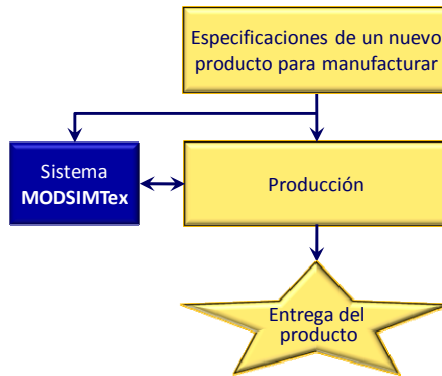 Especificaciones de un nuevo
producto para manufacturar
Sistema
MODSIMTex
Producción
Entrega del
producto